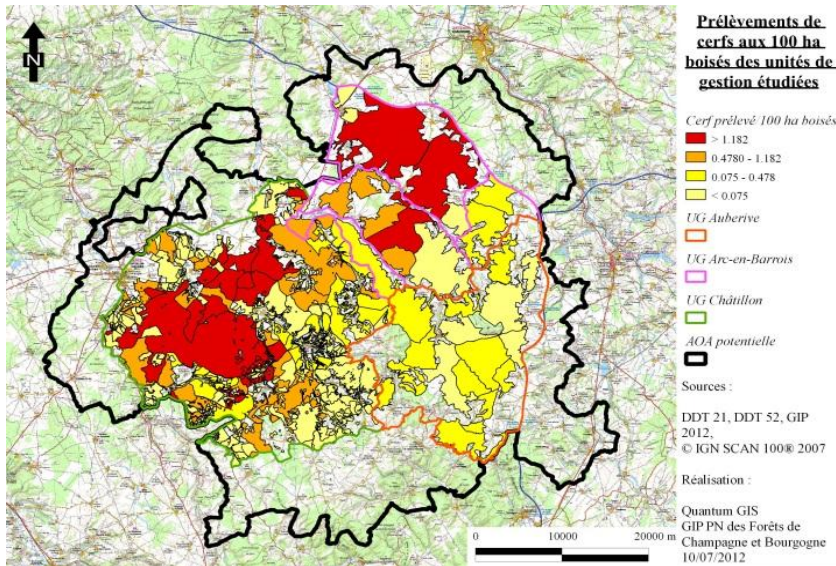 Prélèvements de
cerfs aux 100 ha
boisés des unités de
gestion étudiées
Cerf prélevé 100 ha boisés
> 1.182
0.4780 - 1.182
0.075 - 0.478
< 0.075
UG Auberive
UG Arc-en-Barrois
UG Châtillon
AOA potentielle
Sources :
DDT 21, DDT 52, GIP
2012,
© IGN SCAN 100® 2007
Réalisation :
Quantum GIS
GIP PN des Forêts de
Champagne et Bourgogne
10/07/2012
N
0 10000 20000 m